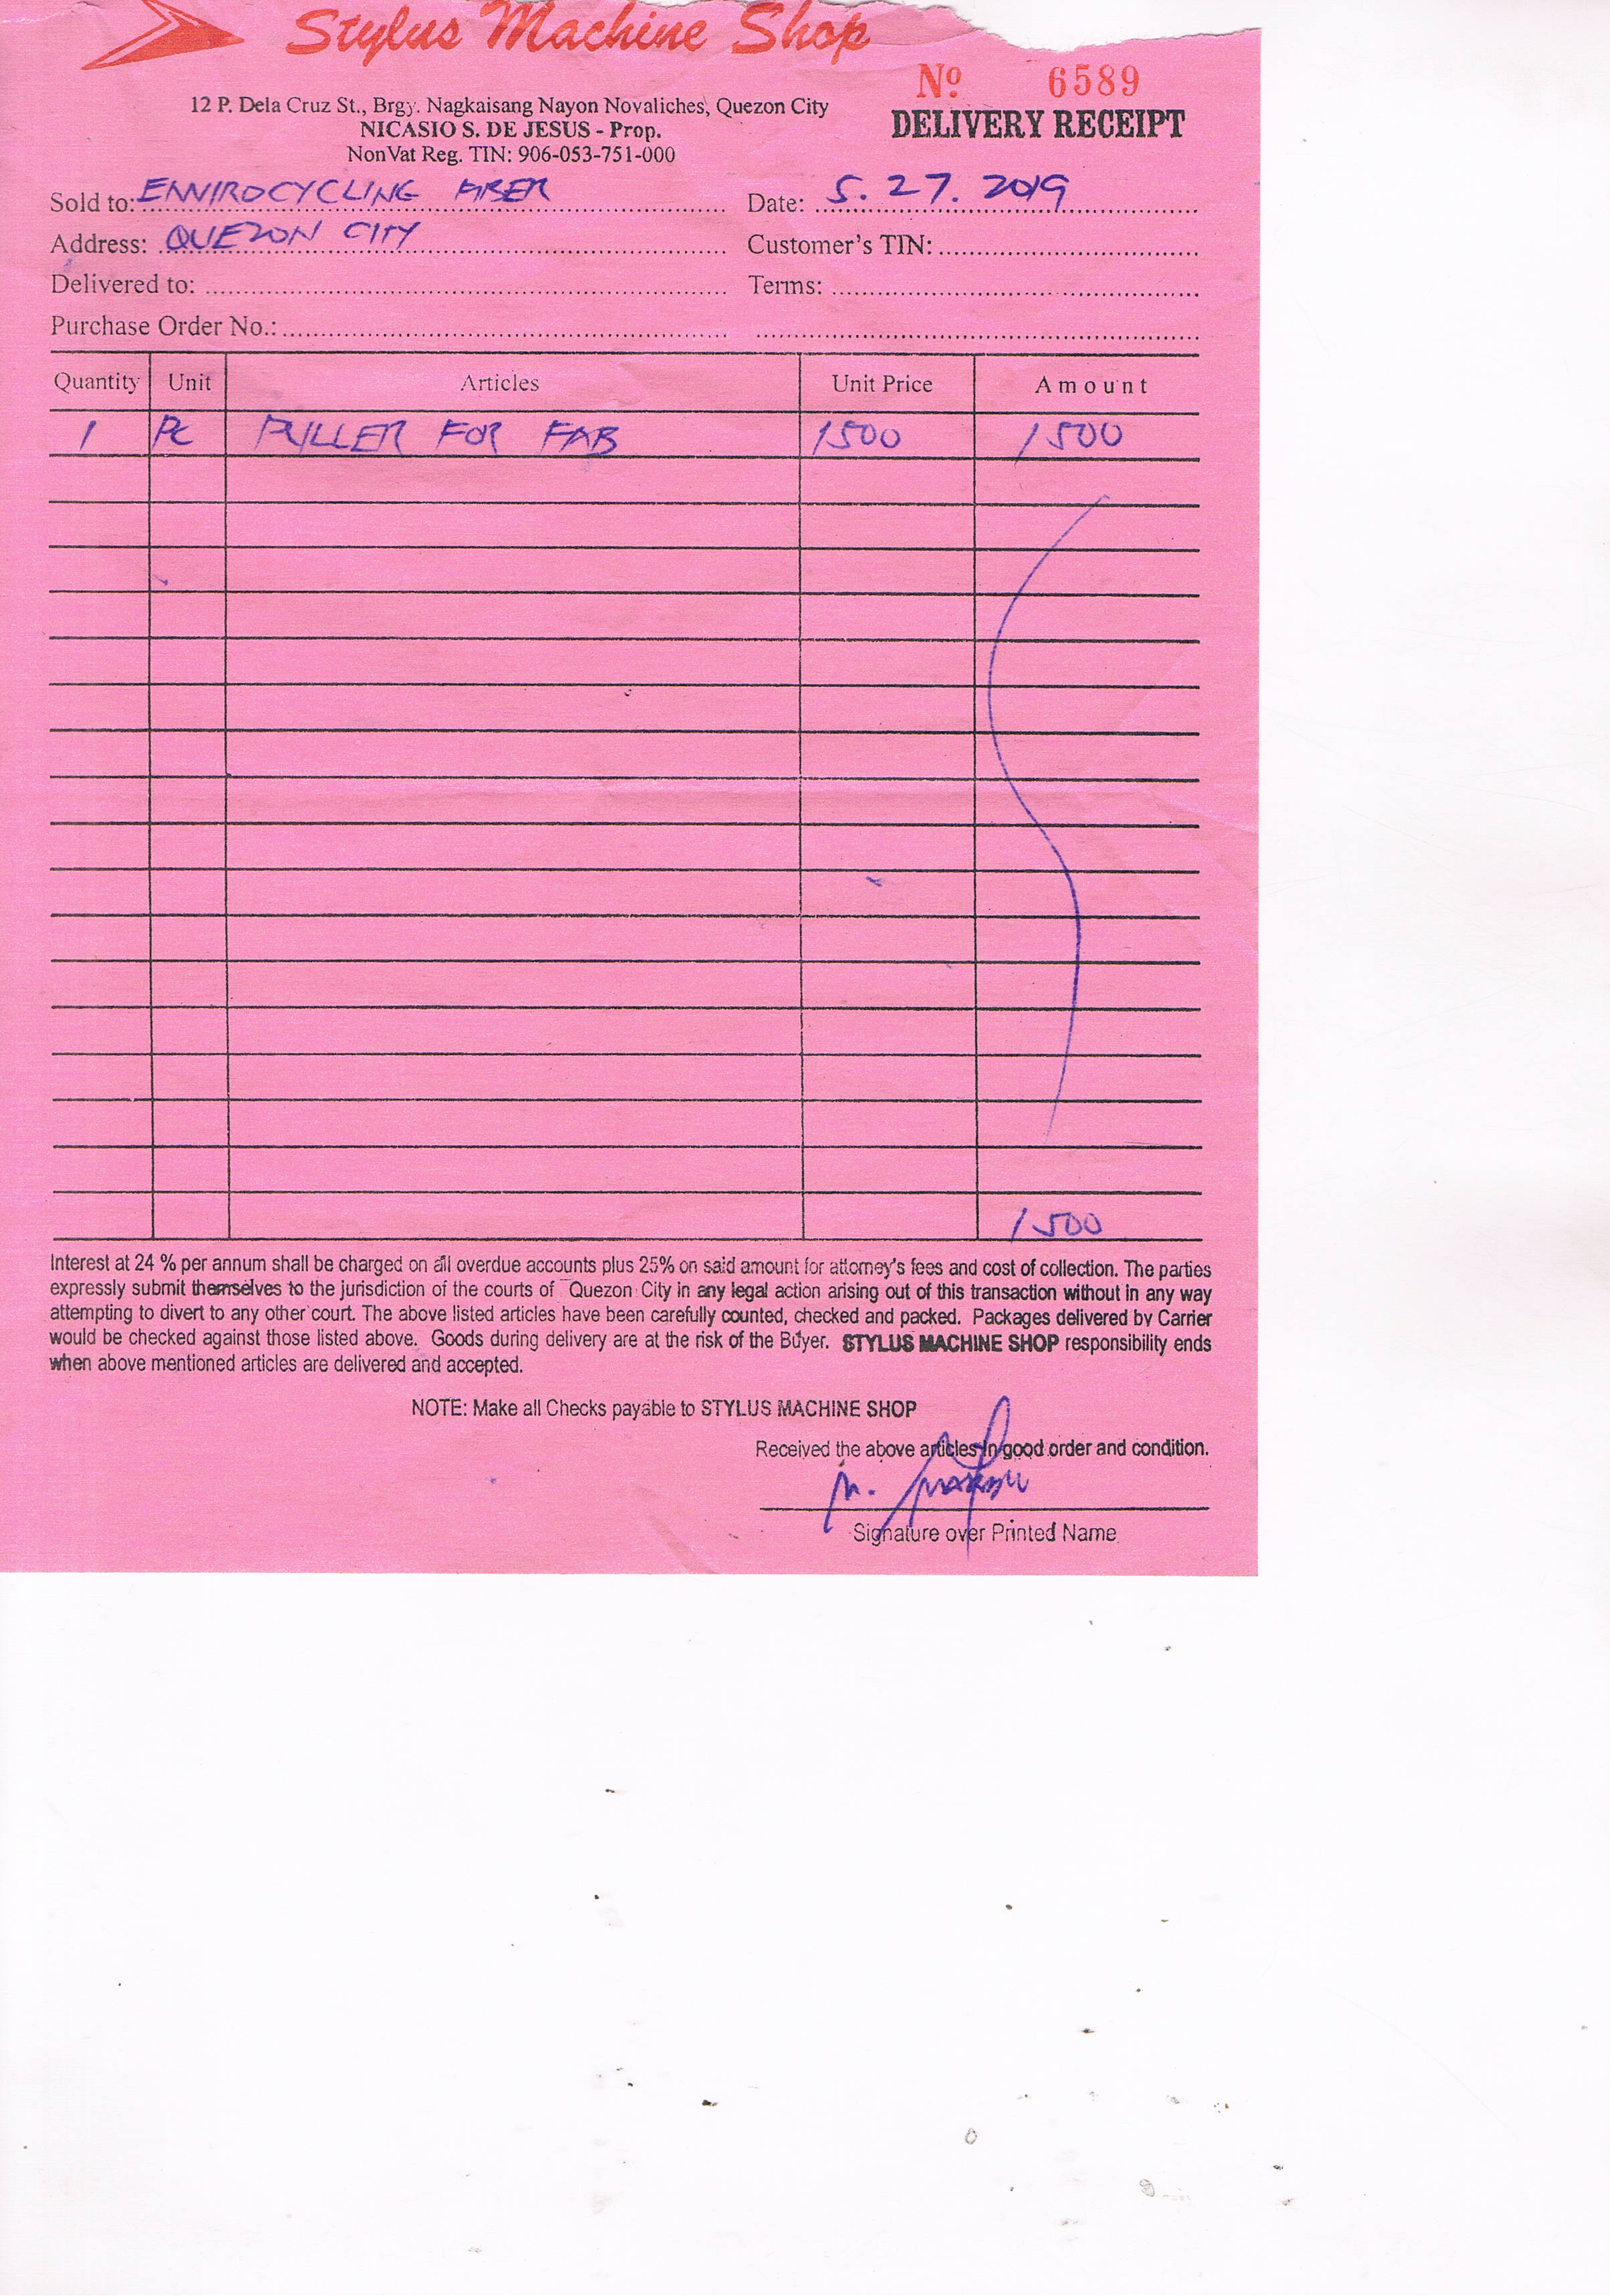 Stylus Machine Shop
Nº 6589
12 P. Dela Cruz St., Brgy. Nagkaisang Nayon Novaliches, Quezon City
DELIVERY RECEIPT
NICASIO S. DE JESUS - Prop.
NonVat Reg. TIN: 906-053-751-000
Sold to: ENVIROCYCLING FIBER Date: 5. 27. 2019
Address: QUEZON CITY Customer's TIN:
Delivered to: Terms:
Purchase Order No.:
Quantity Unit Articles Unit Price Amount
1 PC PULLER FOR FAB 1500 1500
1500
Interest at 24 % per annum shall be charged on all overdue accounts plus 25% on said amount for attorney's fees and cost of collection. The parties
expressly submit themselves to the jurisdiction of the courts of Quezon City in any legal action arising out of this transaction without in any way
attempting to divert to any other court. The above listed articles have been carefully counted, checked and packed. Packages delivered by Carrier
would be checked against those listed above. Goods during delivery are at the risk of the Buyer. STYLUS MACHINE SHOP responsibility ends
when above mentioned articles are delivered and accepted.
NOTE: Make all Checks payable to STYLUS MACHINE SHOP
Received the above articles in good order and condition.
Signature over Printed Name